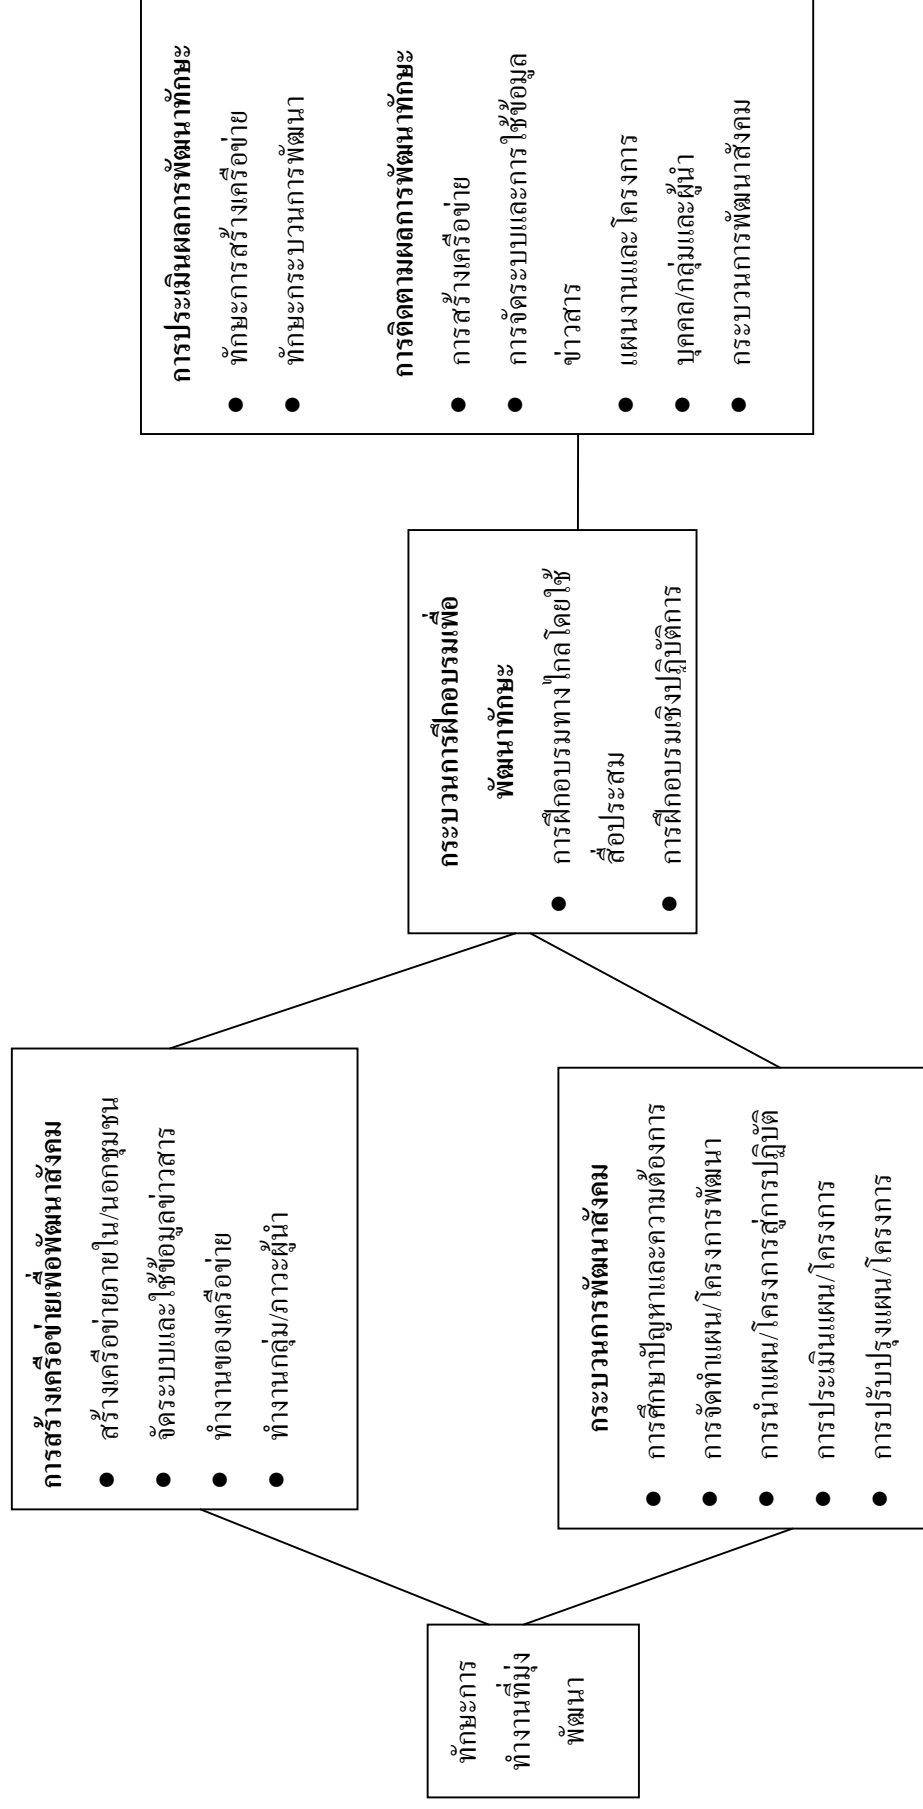 ทักษะการ
ทำงานที่มุ่ง
พัฒนา
การสร้างเครือข่ายเพื่อพัฒนาสังคม
● สร้างเครือข่ายภายใน/นอกชุมชน
● จัดระบบและใช้ข้อมูลข่าวสาร
● ทำงานของเครือข่าย
● ทำงานกลุ่ม/ภาวะผู้นำ
กระบวนการพัฒนาสังคม
● การศึกษาปัญหาและความต้องการ
● การจัดทำแผน/โครงการพัฒนา
● การนำแผน/โครงการสู่การปฏิบัติ
● การประเมินแผน/โครงการ
● การปรับปรุงแผน/โครงการ
กระบวนการฝึกอบรมเพื่อ
พัฒนาทักษะ
● การฝึกอบรมทางไกลโดยใช้
สื่อประสม
● การฝึกอบรมเชิงปฏิบัติการ
การประเมินผลการพัฒนาทักษะ
● ทักษะการสร้างเครือข่าย
● ทักษะกระบวนการพัฒนา
การติดตามผลการพัฒนาทักษะ
● การสร้างเครือข่าย
● การจัดระบบและการใช้ข้อมูล
ข่าวสาร
● แผนงานและโครงการ
● บุคคล/กลุ่มและผู้นำ
● กระบวนการพัฒนาสังคม